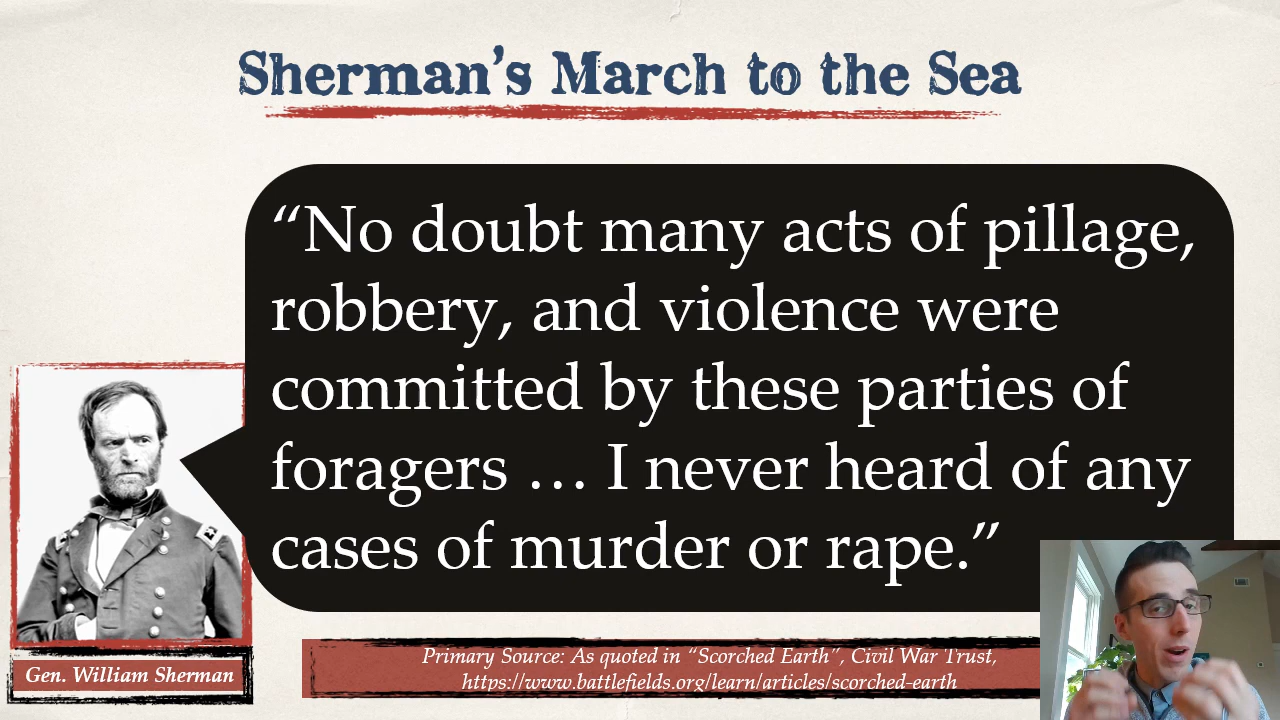 Sherman's March to the Sea
“No doubt many acts of pillage,
robbery, and violence were
committed by these parties of
foragers … I never heard of any
cases of murder or rape.”
Gen. William Sherman
Primary Source: As quoted in “Scorched Earth”, Civil War Trust,
https://www.battlefields.org/learn/articles/scorched-earth